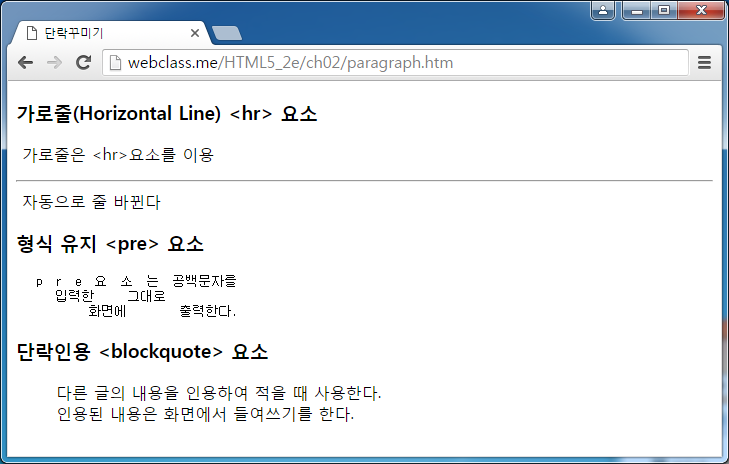 단락꾸미기
webclass.me/HTML5_2e/ch02/paragraph.htm
가로줄(Horizontal Line) <hr> 요소
가로줄은 <hr>요소를 이용
자동으로 줄 바뀐다
형식 유지 <pre> 요소
p  r  e 요  소  는  공백문자를
입력한     그대로
화면에        출력한다.
단락인용 <blockquote> 요소
다른 글의 내용을 인용하여 적을 때 사용한다.
인용된 내용은 화면에서 들여쓰기를 한다.